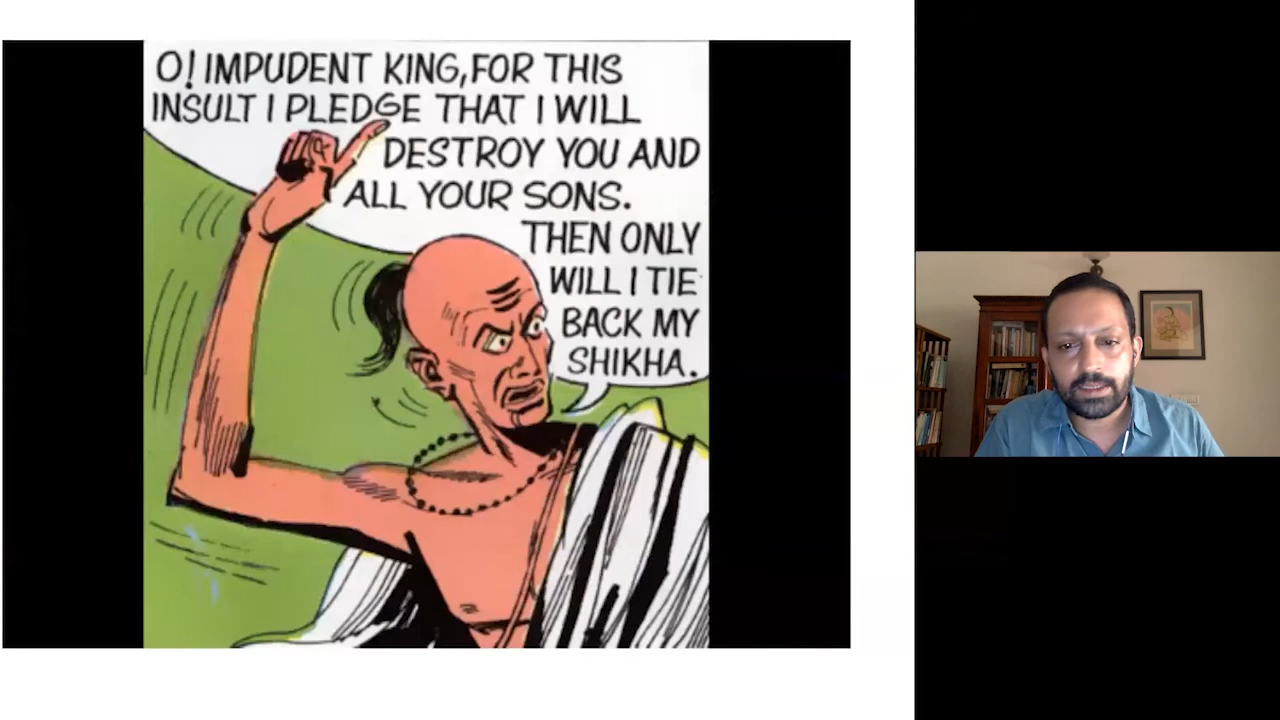 O! IMPUDENT KING, FOR THIS
INSULT I PLEDGE THAT I WILL
DESTROY YOU AND
ALL YOUR SONS.
THEN ONLY
WILL I TIE
BACK MY
SHIKHA.